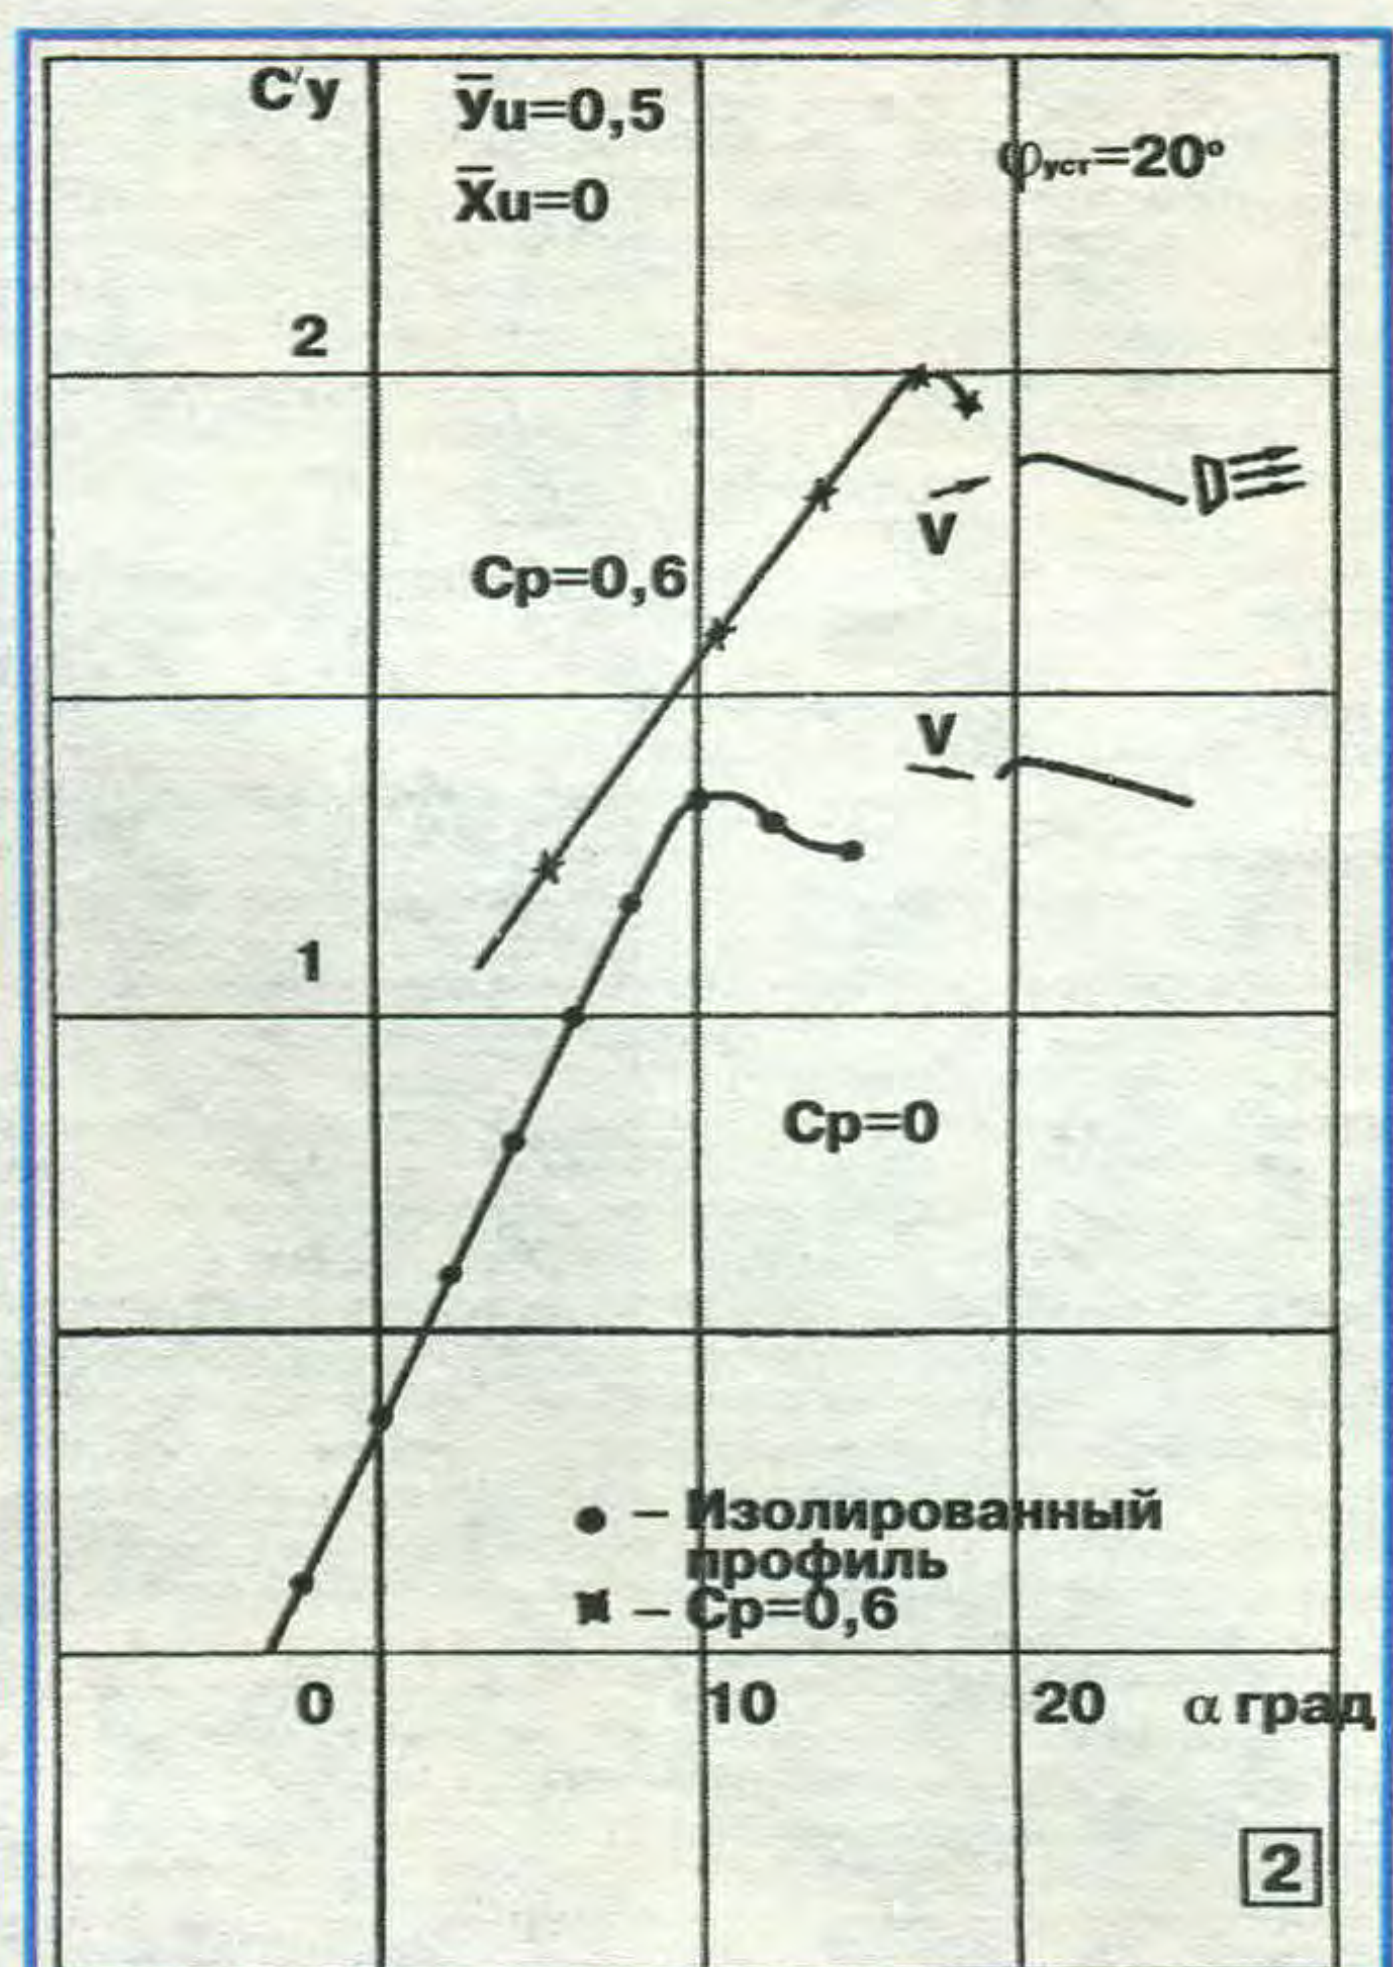 C'y
y̅u=0,5
φуст=20°
x̅u=0
2
V
Cp=0,6
V
1
Cp=0
● – Изолированный
профиль
– Cp=0,6
0 10 20 α град
2